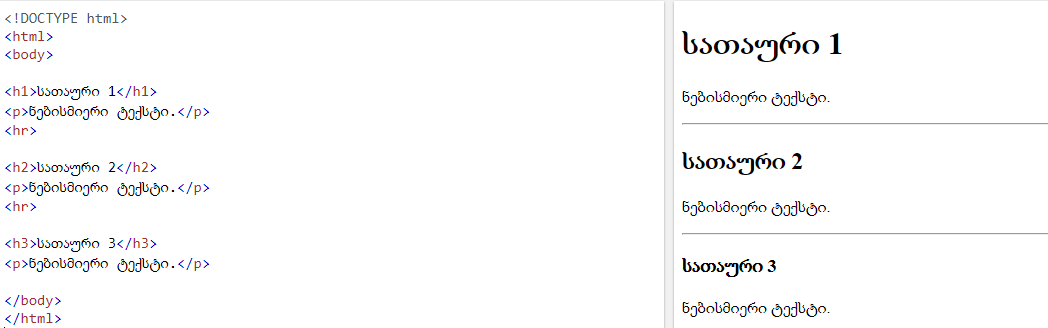 <!DOCTYPE html>
<html>
<body>
<h1>სათაური 1</h1>
<p>ნებისმიერი ტექსტი.</p>
<hr>
<h2>სათაური 2</h2>
<p>ნებისმიერი ტექსტი.</p>
<hr>
<h3>სათაური 3</h3>
<p>ნებისმიერი ტექსტი.</p>
</body>
</html>
სათაური 1
ნებისმიერი ტექსტი.
სათაური 2
ნებისმიერი ტექსტი.
სათაური 3
ნებისმიერი ტექსტი.